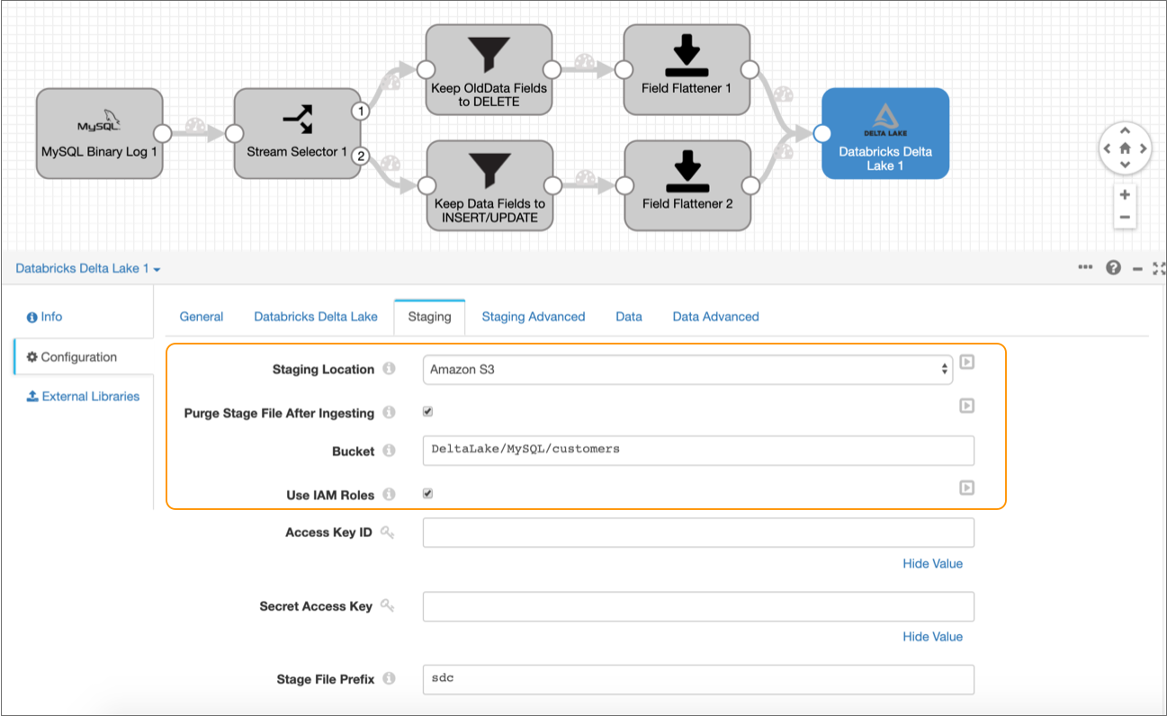 MySQL
MySQL Binary Log 1
Stream Selector 1
1
2
Keep OldData Fields
to DELETE
Field Flattener 1
Keep Data Fields to
INSERT/UPDATE
Field Flattener 2
DELTA LAKE
Databricks Delta
Lake 1
Databricks Delta Lake 1
Info
Configuration
External Libraries
General Databricks Delta Lake Staging Staging Advanced Data Data Advanced
Staging Location Amazon S3
Purge Stage File After Ingesting
Bucket DeltaLake/MySQL/customers
Use IAM Roles
Access Key ID
Hide Value
Secret Access Key
Hide Value
Stage File Prefix sdc